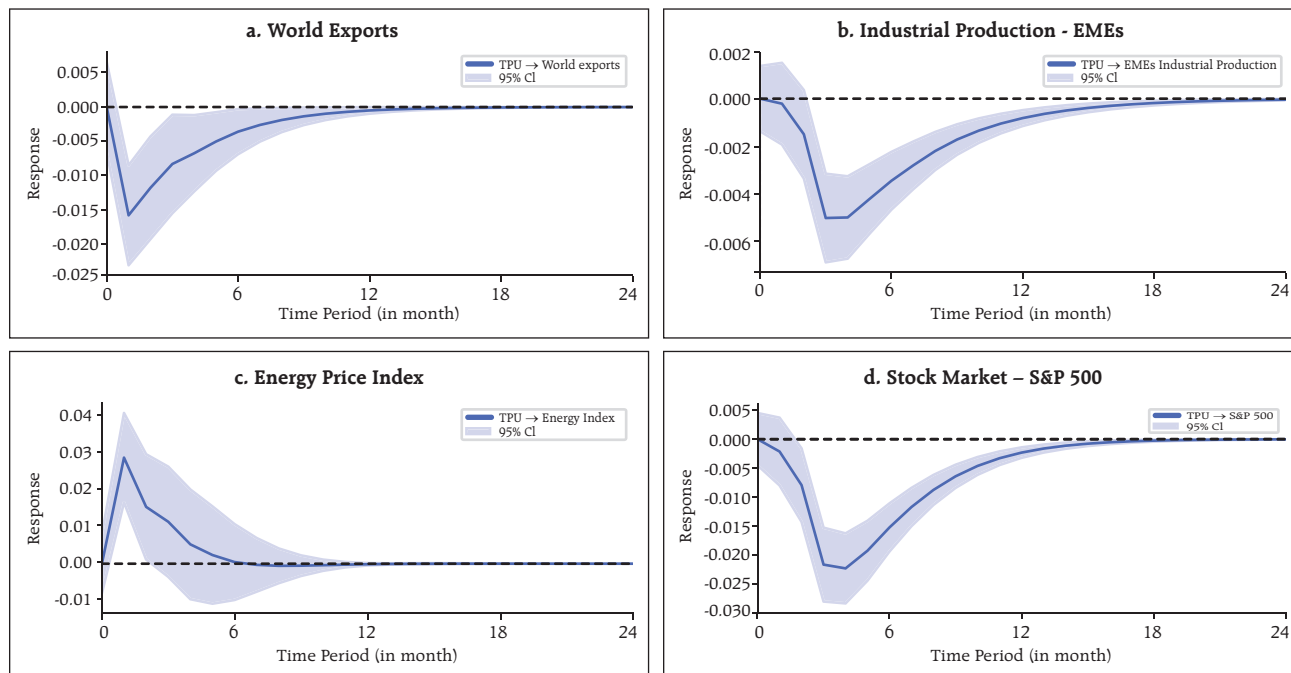 a. World Exports
TPU → World exports
95% Cl
Response
0.005
0.000
-0.005
-0.010
-0.015
-0.020
-0.025
0 6 12 18 24
Time Period (in month)
b. Industrial Production - EMEs
TPU → EMEs Industrial Production
95% Cl
Response
0.002
0.000
-0.002
-0.004
-0.006
0 6 12 18 24
Time Period (in month)
c. Energy Price Index
TPU → Energy Index
95% Cl
Response
0.04
0.03
0.02
0.01
0.00
-0.01
0 6 12 18 24
Time Period (in month)
d. Stock Market – S&P 500
TPU → S&P 500
95% Cl
Response
0.005
0.000
-0.005
-0.010
-0.015
-0.020
-0.025
-0.030
0 6 12 18 24
Time Period (in month)